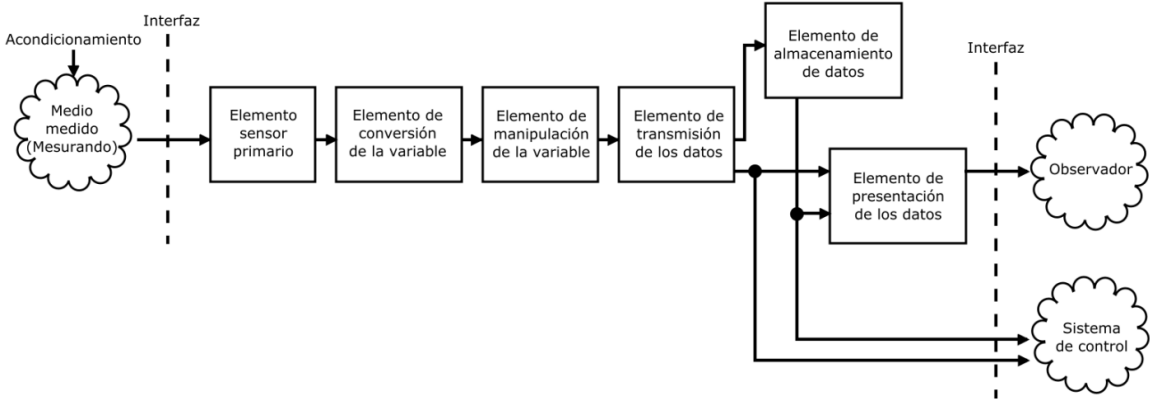 Interfaz
Acondicionamiento
Medio
medido
(Mesurando)
Elemento
sensor
primario
Elemento de
conversión
de la variable
Elemento de
manipulación
de la variable
Elemento de
transmisión
de los datos
Elemento de
almacenamiento
de datos
Elemento de
presentación
de los datos
Interfaz
Observador
Sistema
de control